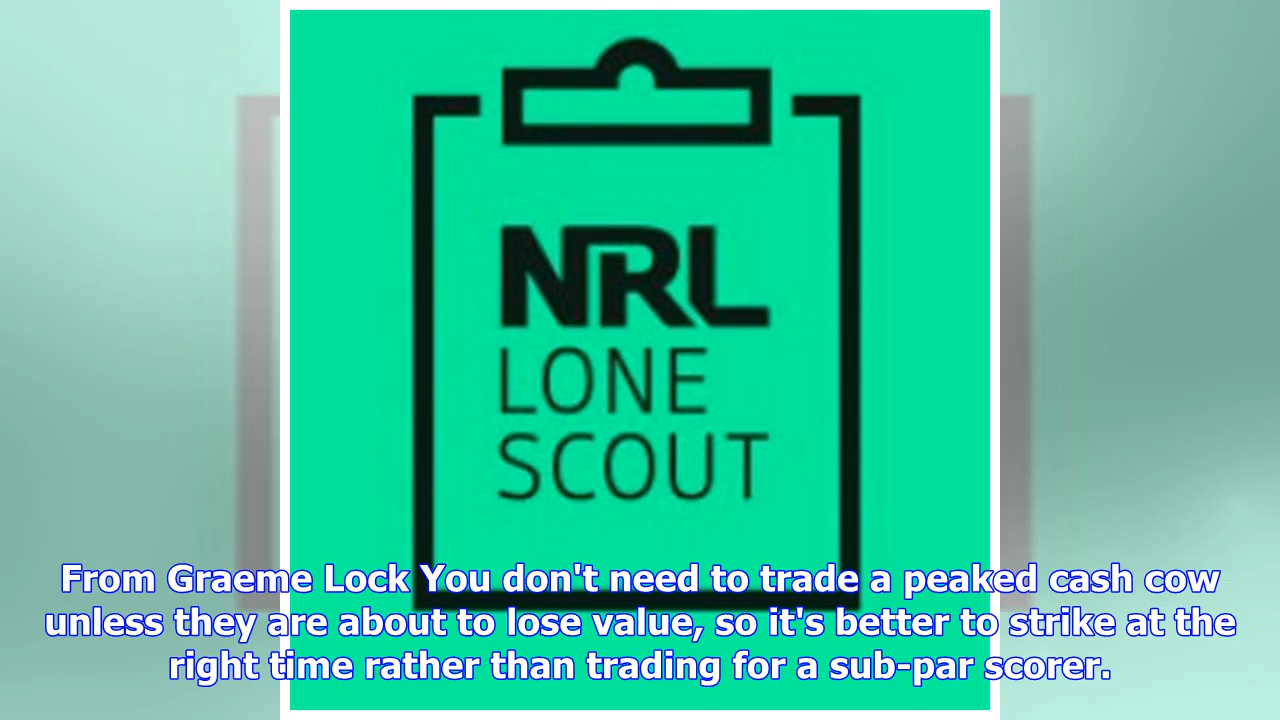 NRL
LONE
SCOUT
From Graeme Lock You don't need to trade a peaked cash cow
unless they are about to lose value, so it's better to strike at the
right time rather than trading for a sub-par scorer.